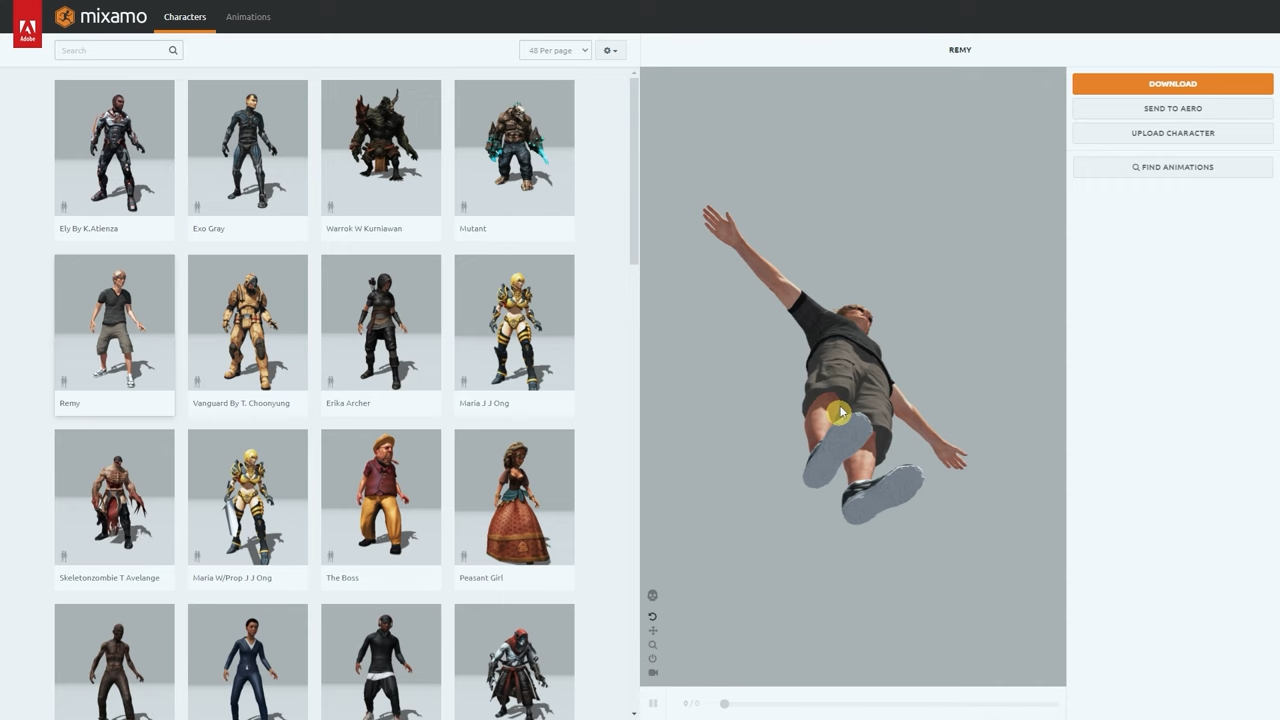 Adobe
mixamo
Characters
Animations
Search
48 Per page
REMY
DOWNLOAD
SEND TO AERO
UPLOAD CHARACTER
FIND ANIMATIONS
Ely By K.Atienza
Exo Gray
Warrok W Kurniawan
Mutant
Remy
Vanguard By T. Choonyung
Erika Archer
Maria J J Ong
Skeletonzombie T Avelange
Maria W/Prop J J Ong
The Boss
Peasant Girl
0 / 0